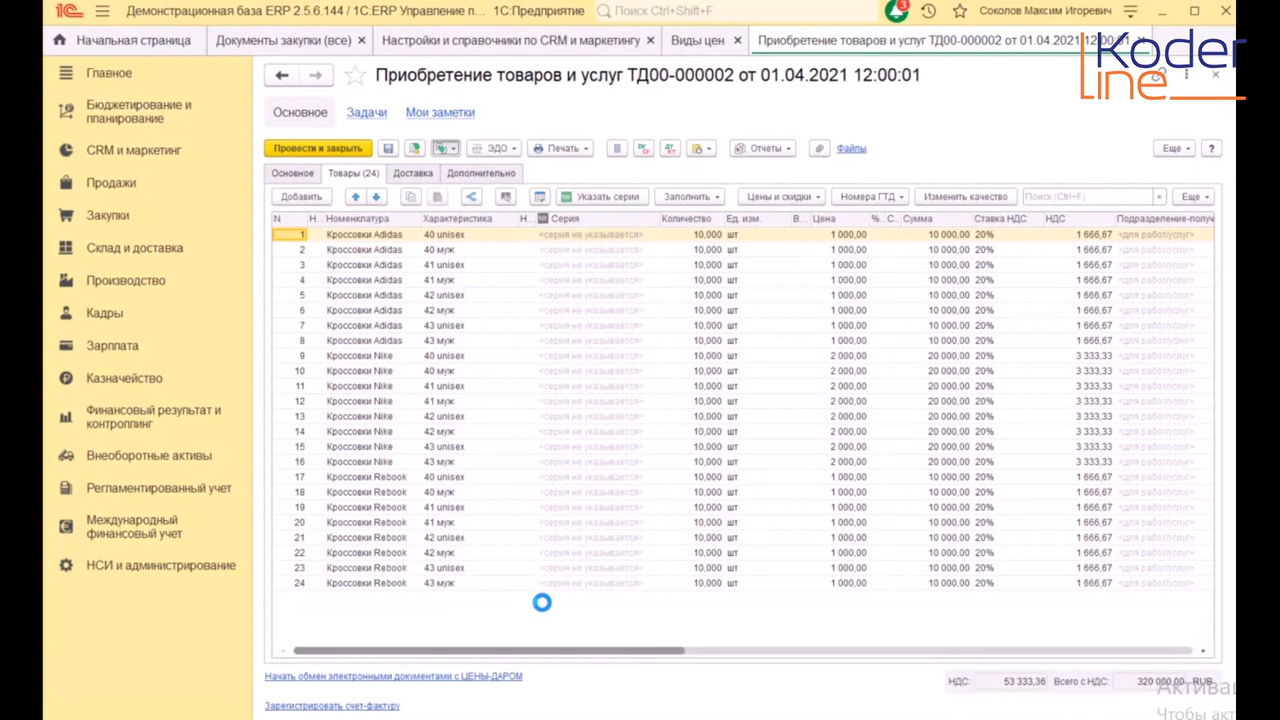 Демонстрационная база ERP 2.5.6.144 / 1С:ERP Управление п... 1С:Предприятие Поиск Ctrl+Shift+F 3 Соколов Максим Игоревич
Начальная страница Документы закупки (все) × Настройки и справочники по CRM и маркетингу × Виды цен × Приобретение товаров и услуг ТД00-000002 от 01.04.2021 12:00:01
Koder
line
Главное
Бюджетирование и
планирование
CRM и маркетинг
Продажи
Закупки
Склад и доставка
Производство
Кадры
Зарплата
Казначейство
Финансовый результат и
контроллинг
Внеоборотные активы
Регламентированный учет
Международный
финансовый учет
НСИ и администрирование
Приобретение товаров и услуг ТД00-000002 от 01.04.2021 12:00:01
Основное Задачи Мои заметки
Провести и закрыть ЭДО Печать Отчеты Файлы Еще ?
Основное Товары (24) Доставка Дополнительно
Добавить Указать серии Заполнить Цены и скидки Номера ГТД Изменить качество Поиск (Ctrl+F) × Еще
N Н... Номенклатура Характеристика Н... Серия Количество Ед. изм. В... Цена %.. С... Сумма Ставка НДС НДС Подразделение-получ
1 Кроссовки Adidas 40 unisex <серия не указывается> 10,000 шт 1 000,00 10 000,00 20% 1 666,67 <для работ/услуг>
2 Кроссовки Adidas 40 муж <серия не указывается> 10,000 шт 1 000,00 10 000,00 20% 1 666,67 <для работ/услуг>
3 Кроссовки Adidas 41 unisex <серия не указывается> 10,000 шт 1 000,00 10 000,00 20% 1 666,67 <для работ/услуг>
4 Кроссовки Adidas 41 муж <серия не указывается> 10,000 шт 1 000,00 10 000,00 20% 1 666,67 <для работ/услуг>
5 Кроссовки Adidas 42 unisex <серия не указывается> 10,000 шт 1 000,00 10 000,00 20% 1 666,67 <для работ/услуг>
6 Кроссовки Adidas 42 муж <серия не указывается> 10,000 шт 1 000,00 10 000,00 20% 1 666,67 <для работ/услуг>
7 Кроссовки Adidas 43 unisex <серия не указывается> 10,000 шт 1 000,00 10 000,00 20% 1 666,67 <для работ/услуг>
8 Кроссовки Adidas 43 муж <серия не указывается> 10,000 шт 1 000,00 10 000,00 20% 1 666,67 <для работ/услуг>
9 Кроссовки Nike 40 unisex <серия не указывается> 10,000 шт 2 000,00 20 000,00 20% 3 333,33 <для работ/услуг>
10 Кроссовки Nike 40 муж <серия не указывается> 10,000 шт 2 000,00 20 000,00 20% 3 333,33 <для работ/услуг>
11 Кроссовки Nike 41 unisex <серия не указывается> 10,000 шт 2 000,00 20 000,00 20% 3 333,33 <для работ/услуг>
12 Кроссовки Nike 41 муж <серия не указывается> 10,000 шт 2 000,00 20 000,00 20% 3 333,33 <для работ/услуг>
13 Кроссовки Nike 42 unisex <серия не указывается> 10,000 шт 2 000,00 20 000,00 20% 3 333,33 <для работ/услуг>
14 Кроссовки Nike 42 муж <серия не указывается> 10,000 шт 2 000,00 20 000,00 20% 3 333,33 <для работ/услуг>
15 Кроссовки Nike 43 unisex <серия не указывается> 10,000 шт 2 000,00 20 000,00 20% 3 333,33 <для работ/услуг>
16 Кроссовки Nike 43 муж <серия не указывается> 10,000 шт 2 000,00 20 000,00 20% 3 333,33 <для работ/услуг>
17 Кроссовки Rebook 40 unisex <серия не указывается> 10,000 шт 1 000,00 10 000,00 20% 1 666,67 <для работ/услуг>
18 Кроссовки Rebook 40 муж <серия не указывается> 10,000 шт 1 000,00 10 000,00 20% 1 666,67 <для работ/услуг>
19 Кроссовки Rebook 41 unisex <серия не указывается> 10,000 шт 1 000,00 10 000,00 20% 1 666,67 <для работ/услуг>
20 Кроссовки Rebook 41 муж <серия не указывается> 10,000 шт 1 000,00 10 000,00 20% 1 666,67 <для работ/услуг>
21 Кроссовки Rebook 42 unisex <серия не указывается> 10,000 шт 1 000,00 10 000,00 20% 1 666,67 <для работ/услуг>
22 Кроссовки Rebook 42 муж <серия не указывается> 10,000 шт 1 000,00 10 000,00 20% 1 666,67 <для работ/услуг>
23 Кроссовки Rebook 43 unisex <серия не указывается> 10,000 шт 1 000,00 10 000,00 20% 1 666,67 <для работ/услуг>
24 Кроссовки Rebook 43 муж <серия не указывается> 10,000 шт 1 000,00 10 000,00 20% 1 666,67 <для работ/услуг>
Начать обмен электронными документами с ЦЕНЫ-ДАРОМ НДС: 53 333,36 Всего с НДС: 320 000,00 RUB
Зарегистрировать счет-фактуру
Активац
Чтобы акт